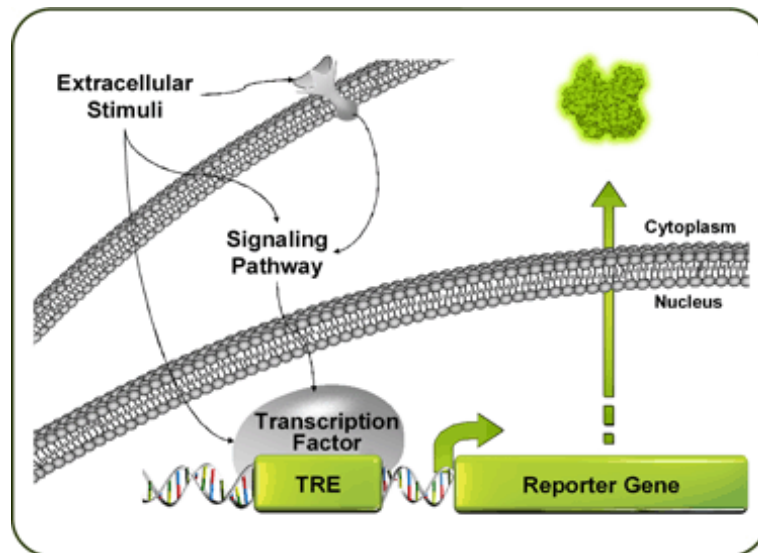 Extracellular
Stimuli
Signaling
Pathway
Cytoplasm
Nucleus
Transcription
Factor
TRE
Reporter Gene